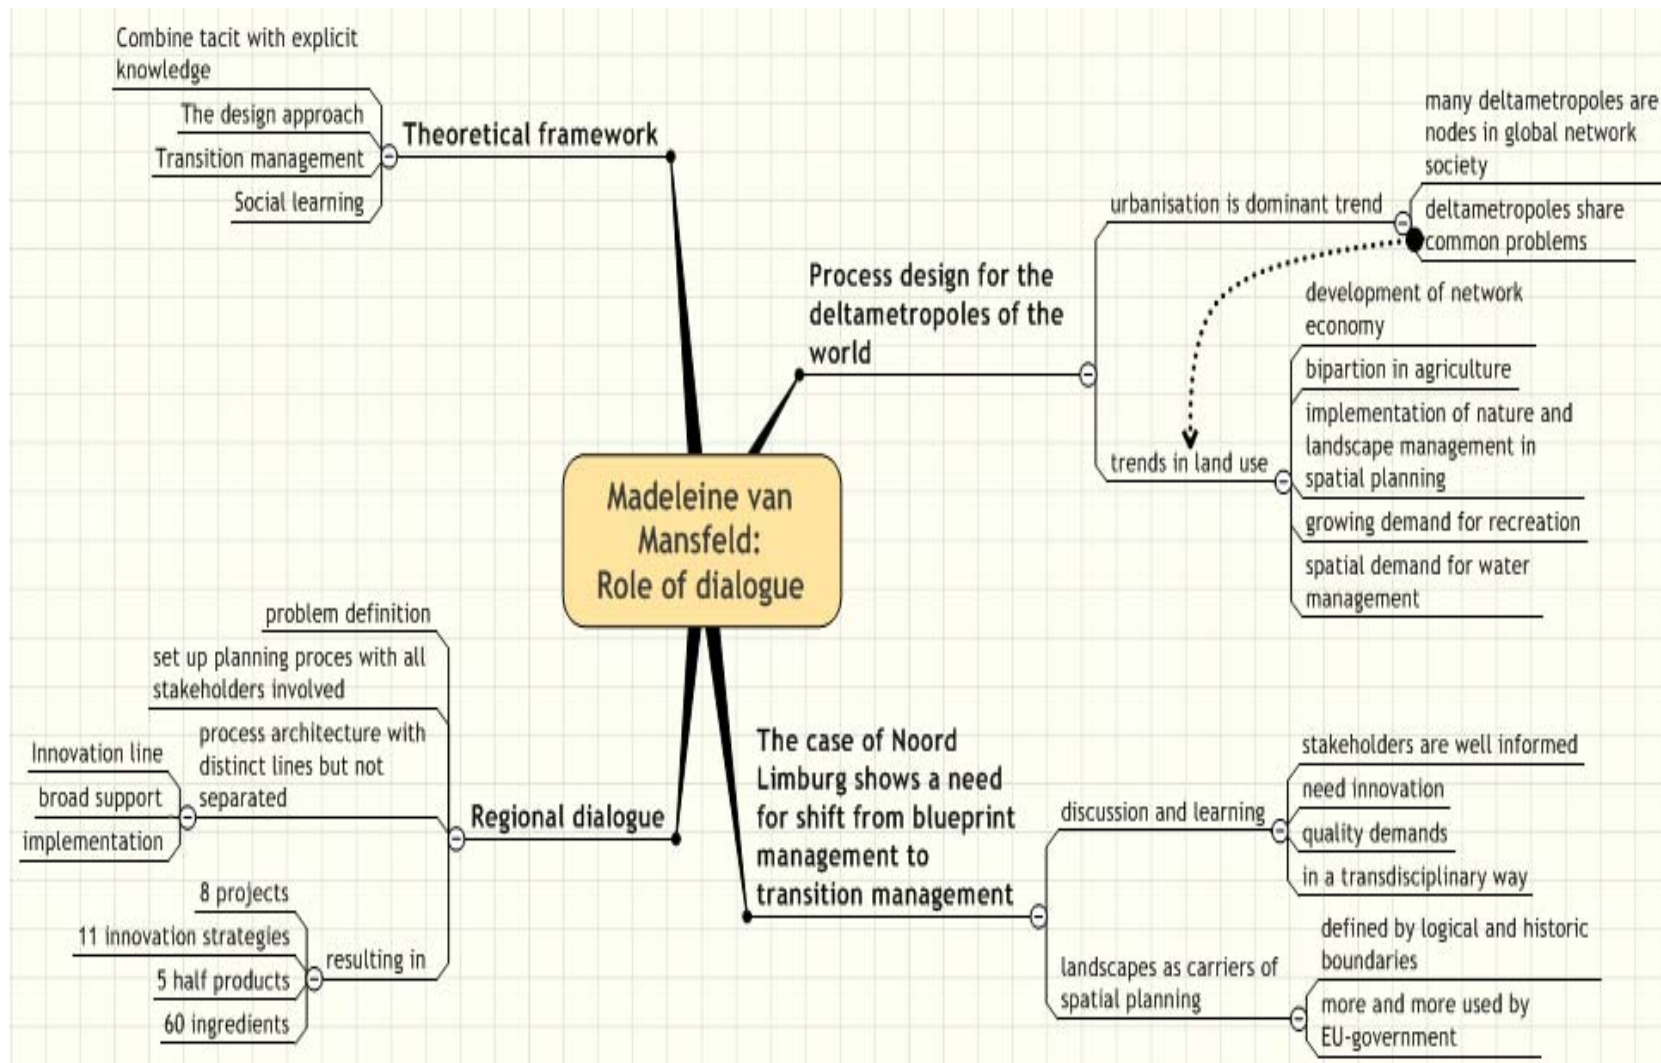 Combine tacit with explicit
knowledge
The design approach
Transition management
Social learning
Theoretical framework
many deltametropoles are
nodes in global network
society
urbanisation is dominant trend
deltametropoles share
common problems
Process design for the
deltametropoles of the
world
development of network
economy
bipartion in agriculture
implementation of nature and
landscape management in
spatial planning
trends in land use
growing demand for recreation
spatial demand for water
management
Madeleine van
Mansfeld:
Role of dialogue
problem definition
set up planning proces with all
stakeholders involved
process architecture with
distinct lines but not
separated
Innovation line
broad support
implementation
Regional dialogue
8 projects
11 innovation strategies
5 half products
60 ingredients
resulting in
The case of Noord
Limburg shows a need
for shift from blueprint
management to
transition management
discussion and learning
stakeholders are well informed
need innovation
quality demands
in a transdisciplinary way
landscapes as carriers of
spatial planning
defined by logical and historic
boundaries
more and more used by
EU-government